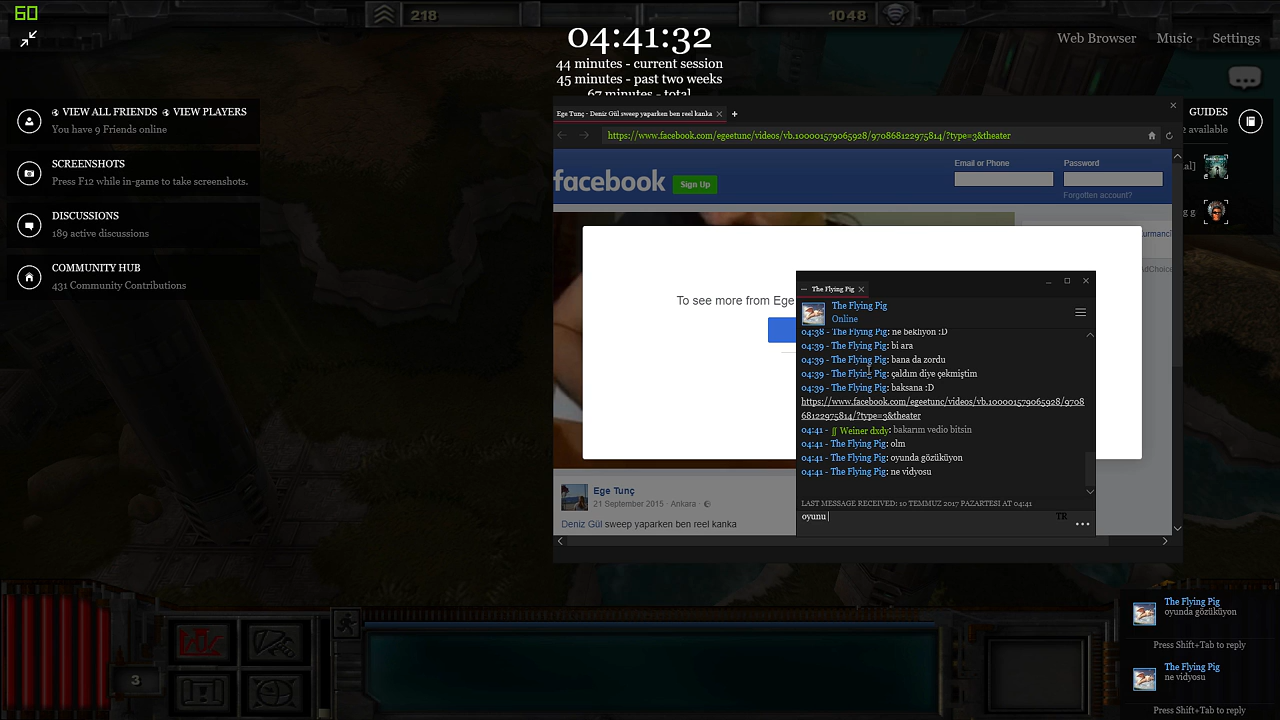 60
218
1048
04:41:32
44 minutes - current session
45 minutes - past two weeks
67 minutes - total
Web Browser
Music
Settings
VIEW ALL FRIENDS VIEW PLAYERS
You have 9 Friends online
SCREENSHOTS
Press F12 while in-game to take screenshots.
DISCUSSIONS
189 active discussions
COMMUNITY HUB
431 Community Contributions
GUIDES
2 available
al]
g g
Ege Tunç - Deniz Gül sweep yaparken ben reel kanka
https://www.facebook.com/egeetunc/videos/vb.100001579065928/970868122975814/?type=3&theater
facebook
Sign Up
Email or Phone
Password
Forgotten account?
urmancî
AdChoice
To see more from Ege
The Flying Pig
The Flying Pig
Online
04:38 - The Flying Pig: ne bekliyon :D
04:39 - The Flying Pig: bi ara
04:39 - The Flying Pig: bana da zordu
04:39 - The Flying Pig: çaldım diye çekmiştim
04:39 - The Flying Pig: baksana :D
https://www.facebook.com/egeetunc/videos/vb.100001579065928/9708
68122975814/?type=3&theater
04:41 - ∬ Weiner dxdy: bakarım vedio bitsin
04:41 - The Flying Pig: olm
04:41 - The Flying Pig: oyunda gözüküyon
04:41 - The Flying Pig: ne vidyosu
LAST MESSAGE RECEIVED: 10 TEMMUZ 2017 PAZARTESI AT 04:41
oyunu
TR
Ege Tunç
21 September 2015 · Ankara ·
Deniz Gül sweep yaparken ben reel kanka
3
The Flying Pig
oyunda gözüküyon
Press Shift+Tab to reply
The Flying Pig
ne vidyosu
Press Shift+Tab to reply